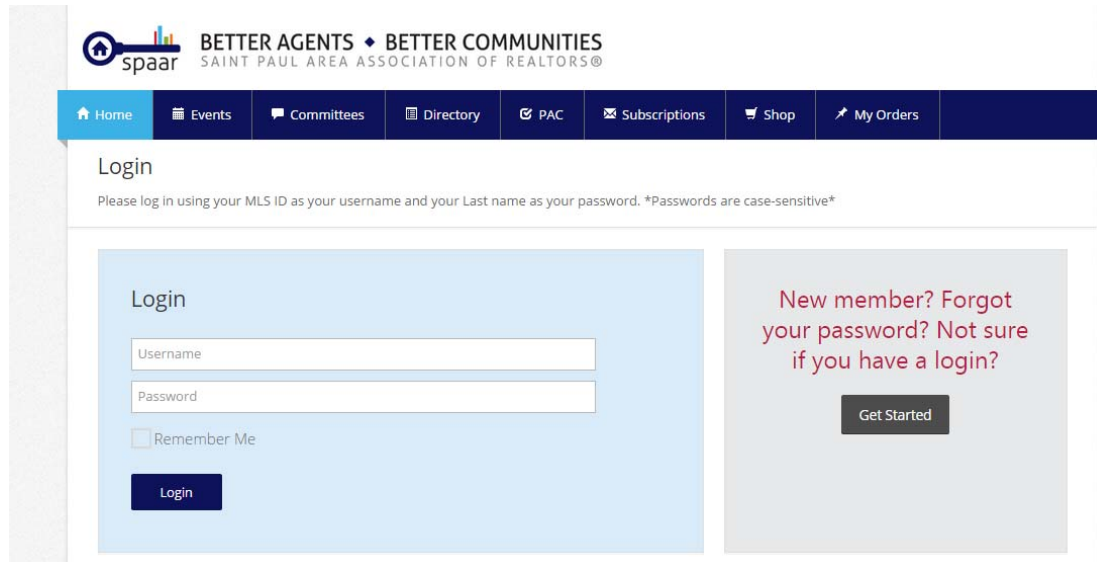 spaar
BETTER AGENTS ◆ BETTER COMMUNITIES
SAINT PAUL AREA ASSOCIATION OF REALTORS®
Home Events Committees Directory PAC Subscriptions Shop My Orders
Login
Please log in using your MLS ID as your username and your Last name as your password. *Passwords are case-sensitive*
Login
Username
Password
Remember Me
Login
New member? Forgot
your password? Not sure
if you have a login?
Get Started